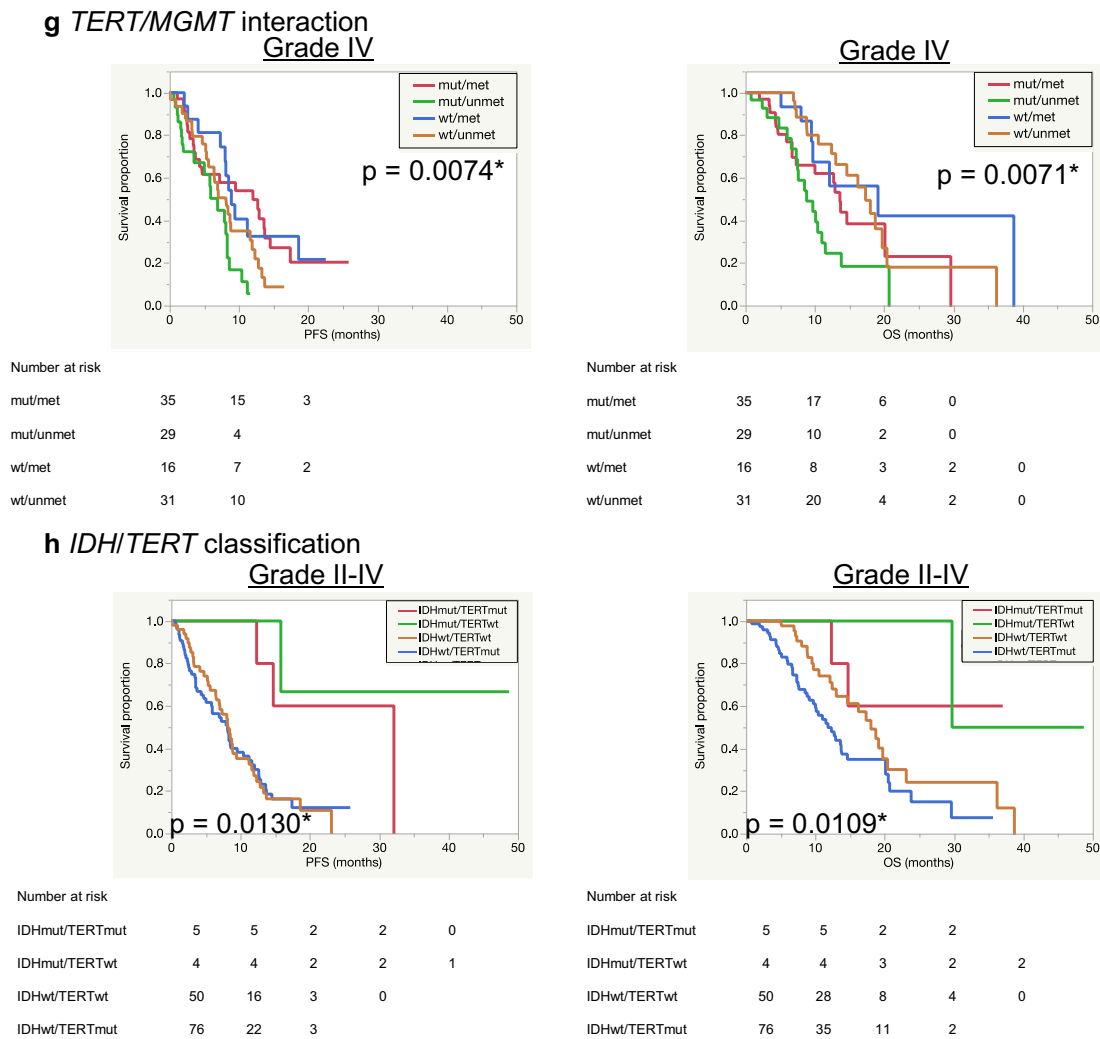 g TERT/MGMT interaction
Grade IV
mut/met
mut/unmet
wt/met
wt/unmet
p = 0.0074*
Survival proportion
1.0
0.8
0.6
0.4
0.2
0.0
0 10 20 30 40 50
PFS (months)
Number at risk
mut/met 35 15 3
mut/unmet 29 4
wt/met 16 7 2
wt/unmet 31 10
Grade IV
mut/met
mut/unmet
wt/met
wt/unmet
p = 0.0071*
Survival proportion
1.0
0.8
0.6
0.4
0.2
0.0
0 10 20 30 40 50
OS (months)
Number at risk
mut/met 35 17 6 0
mut/unmet 29 10 2 0
wt/met 16 8 3 2 0
wt/unmet 31 20 4 2 0
h IDH/TERT classification
Grade II-IV
IDHmut/TERTmut
IDHmut/TERTwt
IDHwt/TERTwt
IDHwt/TERTmut
p = 0.0130*
Survival proportion
1.0
0.8
0.6
0.4
0.2
0.0
0 10 20 30 40 50
PFS (months)
Number at risk
IDHmut/TERTmut 5 5 2 2 0
IDHmut/TERTwt 4 4 2 2 1
IDHwt/TERTwt 50 16 3 0
IDHwt/TERTmut 76 22 3
Grade II-IV
IDHmut/TERTmut
IDHmut/TERTwt
IDHwt/TERTwt
IDHwt/TERTmut
p = 0.0109*
Survival proportion
1.0
0.8
0.6
0.4
0.2
0.0
0 10 20 30 40 50
OS (months)
Number at risk
IDHmut/TERTmut 5 5 2 2
IDHmut/TERTwt 4 4 3 2 2
IDHwt/TERTwt 50 28 8 4 0
IDHwt/TERTmut 76 35 11 2